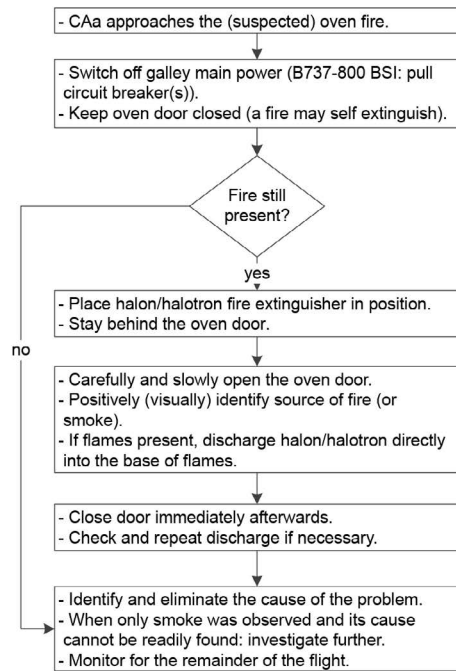 - CAa approaches the (suspected) oven fire.
- Switch off galley main power (B737-800 BSI: pull
circuit breaker(s)).
- Keep oven door closed (a fire may self extinguish).
Fire still
present?
yes
no
- Place halon/halotron fire extinguisher in position.
- Stay behind the oven door.
- Carefully and slowly open the oven door.
- Positively (visually) identify source of fire (or
smoke).
- If flames present, discharge halon/halotron directly
into the base of flames.
- Close door immediately afterwards.
- Check and repeat discharge if necessary.
- Identify and eliminate the cause of the problem.
- When only smoke was observed and its cause
cannot be readily found: investigate further.
- Monitor for the remainder of the flight.